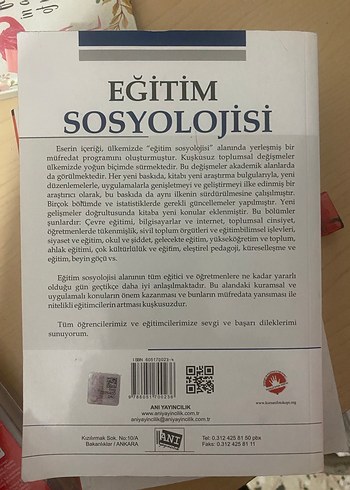 EĞİTİM
SOSYOLOJİSİ
Eserin içeriği, ülkemizde "eğitim sosyolojisi" alanında yerleşmiş bir
müfredat programını oluşturmuştur. Kuşkusuz toplumsal değişmeler
ülkemizde yoğun biçimde sürmektedir. Bu değişmeler akademik alanlarda
da görülmektedir. Her yeni baskıda, kitabı yeni araştırma bulgularıyla, yeni
düzenlemelerle, uygulamalarla genişletmeyi ve geliştirmeyi ilke edinmiş bir
araştırıcı olarak, bu baskıda da aynı ilkenin sürdürülmesine çalışılmıştır.
Birçok bölümde ve istatistiklerde gerekli güncellemeler yapılmıştır. Yeni
gelişmeler doğrultusunda kitaba yeni konular eklenmiştir. Bu bölümler
şunlardır: Çevre eğitimi, bilgisayarlar ve internet, toplumsal cinsiyet,
öğretmenlerde tükenmişlik, sivil toplum örgütleri ve eğitimbilimsel işlevleri,
siyaset ve eğitim, okul ve şiddet, gelecekte eğitim, yükseköğretim ve toplum,
ahlak eğitimi, çok kültürlülük ve eğifim, eleştirel pedagoji, küreselleşme ve
eğitim, beyin göçü vs.
Eğitim sosyolojisi alanının tüm eğitici ve öğretmenlere ne kadar yararlı
olduğu gün geçtikçe daha iyi anlaşılmaktadır. Bu alandaki kuramsal ve
uygulamalı konuların önem kazanması ve bunların müfredata yansıması ile
nitelikli eğitimcilerin artması kuşkusuzdur.
Tüm öğrencilerimiz ve eğitimcilerimize sevgi ve başarı dileklerimi
sunuyorum.
ANI YAYINCILIK
www.aniyayincilik.com.tr
aniyayincilik@aniyayincilik.com.tr
Kızılırmak Sok. No:10/A
Bakanlıklar / ANKARA
ANI
Tel: 0.312 425 81 50 pbx
Faks: 0.312 425 81 11